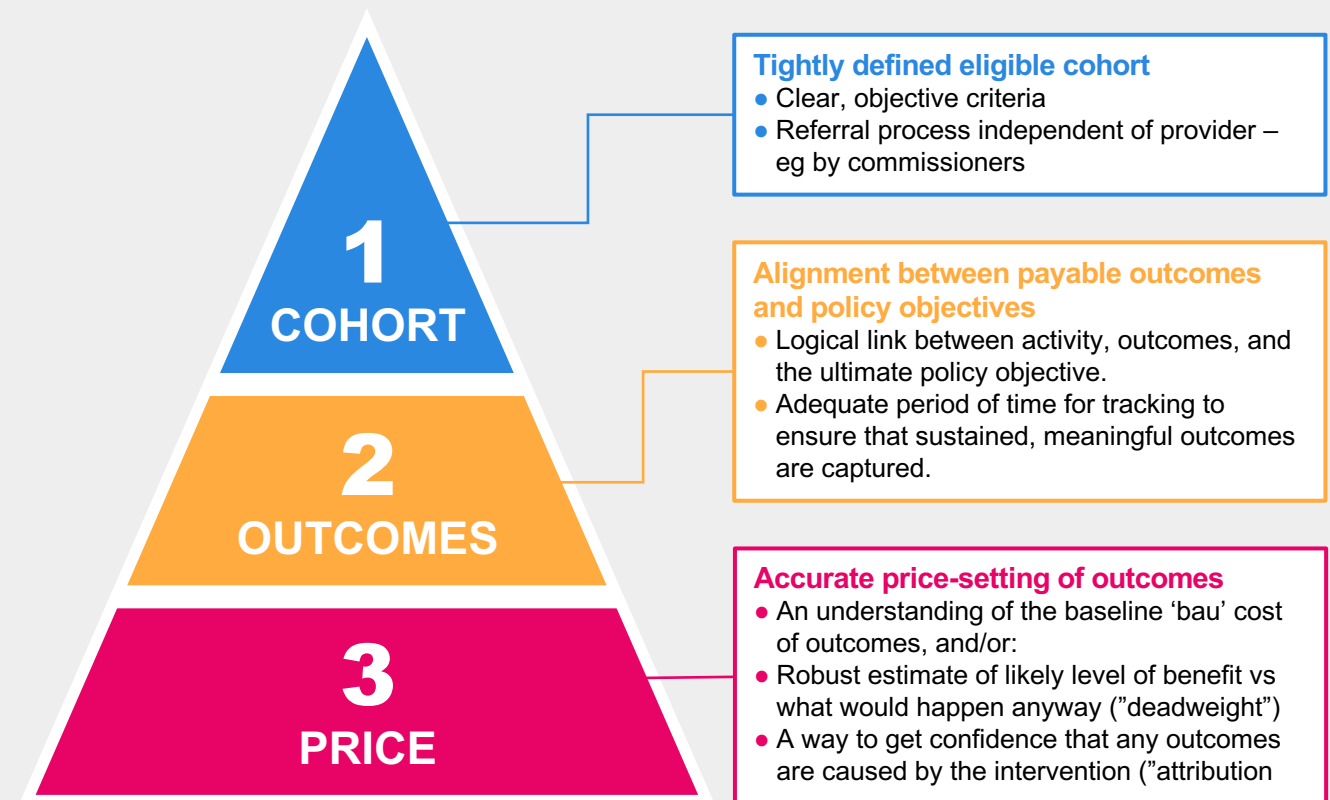 1
COHORT
2
OUTCOMES
3
PRICE
Tightly defined eligible cohort
● Clear, objective criteria
● Referral process independent of provider –
eg by commissioners
Alignment between payable outcomes
and policy objectives
● Logical link between activity, outcomes, and
the ultimate policy objective.
● Adequate period of time for tracking to
ensure that sustained, meaningful outcomes
are captured.
Accurate price-setting of outcomes
● An understanding of the baseline ‘bau’ cost
of outcomes, and/or:
● Robust estimate of likely level of benefit vs
what would happen anyway (”deadweight”)
● A way to get confidence that any outcomes
are caused by the intervention (”attribution